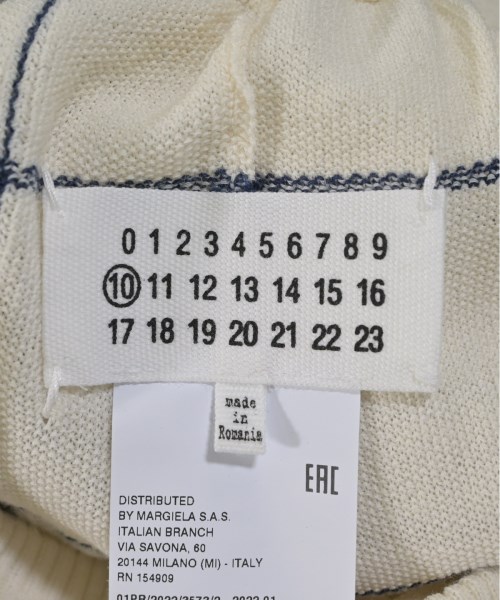 0 1 2 3 4 5 6 7 8 9
10 11 12 13 14 15 16
17 18 19 20 21 22 23
made
in
Romania
EAC
DISTRIBUTED
BY MARGIELA S.A.S.
ITALIAN BRANCH
VIA SAVONA, 60
20144 MILANO (MI) - ITALY
RN 154909